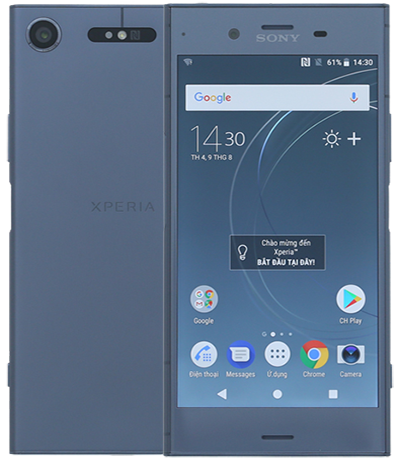 SONY
61% 14:30
Google
14 30
TH 4, 9 THG 8
XPERIA
Chào mừng đến
Xperia™
BẮT ĐẦU TẠI ĐÂY!
Google
CH Play
Điện thoại
Messages
Ứ.dụng
Chrome
Camera